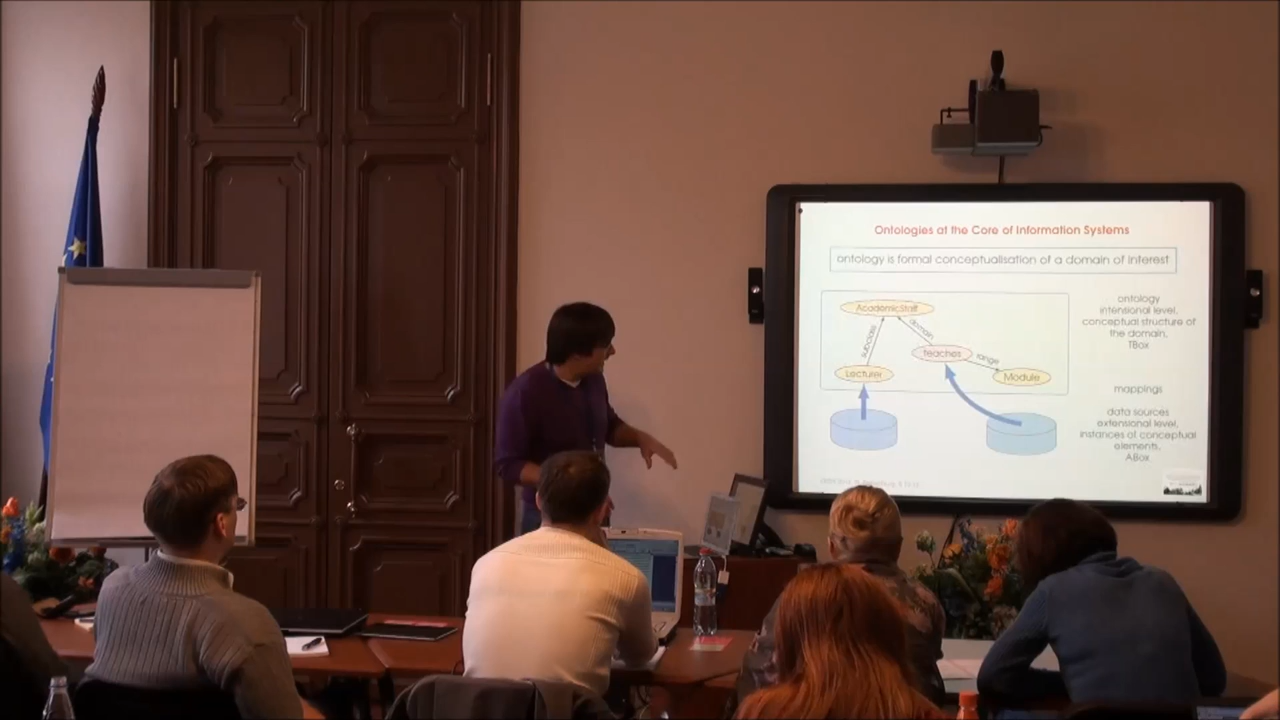 Ontologies at the Core of Information Systems
ontology is formal conceptualisation of a domain of interest
AcademicStaff
subclass
domain
teaches
range
Lecturer
Module
ontology
intensional level,
conceptual structure of
the domain,
TBox
mappings
data sources
extensional level,
instances of conceptual
elements,
ABox